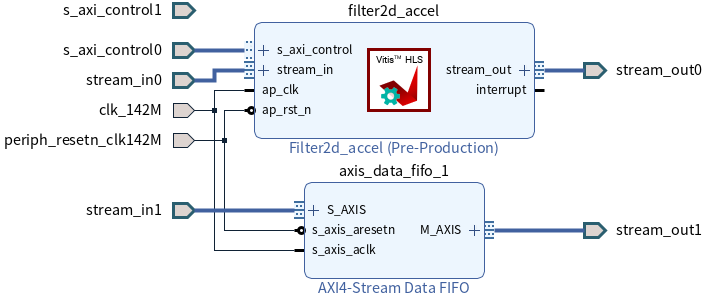 s_axi_control1
filter2d_accel
s_axi_control0
s_axi_control
stream_in0
stream_in
Vitis™ HLS
stream_out
stream_out0
ap_clk
interrupt
clk_142M
ap_rst_n
periph_resetn_clk142M
Filter2d_accel (Pre-Production)
axis_data_fifo_1
stream_in1
S_AXIS
s_axis_aresetn
M_AXIS
stream_out1
s_axis_aclk
AXI4-Stream Data FIFO